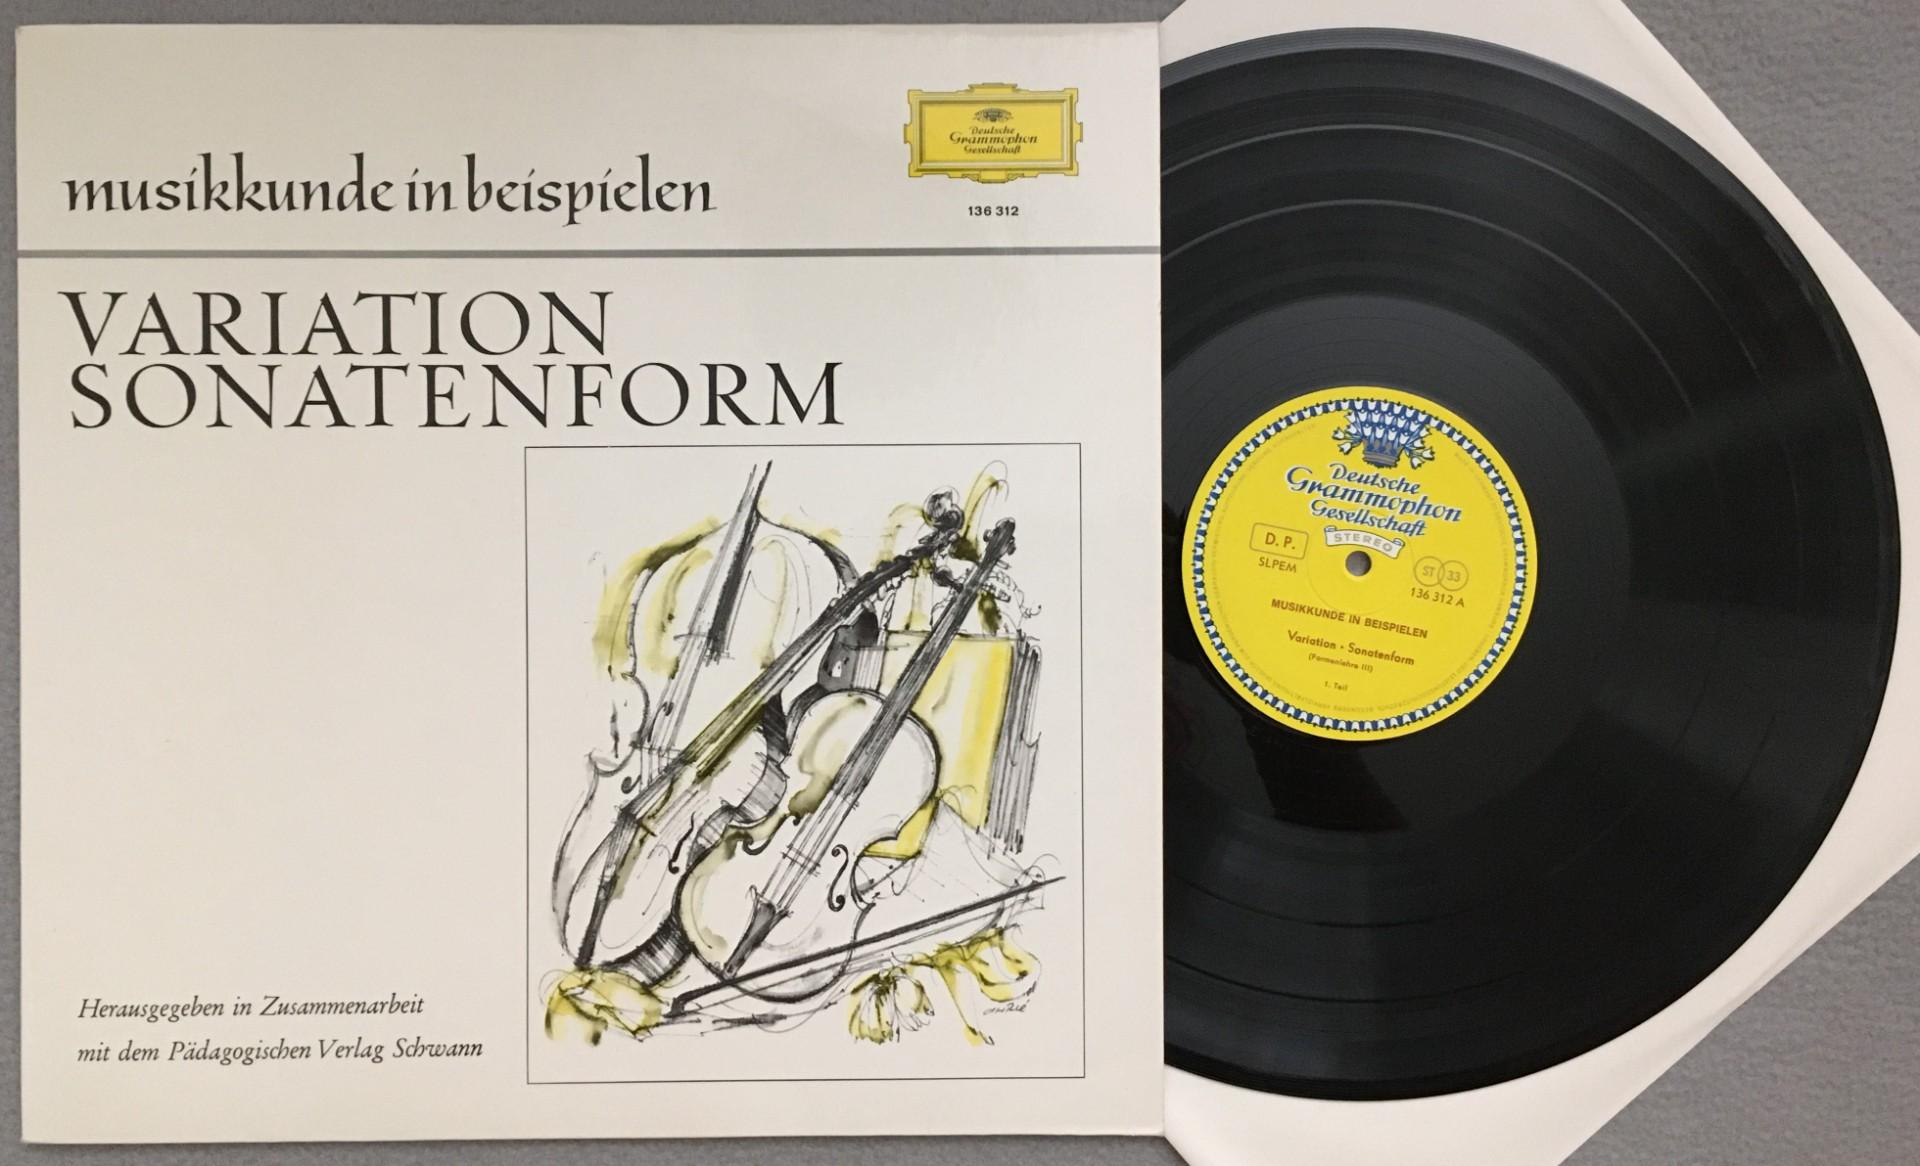 musikkunde in beispielen
Deutsche
Grammophon
Gesellschaft
136 312
VARIATION
SONATENFORM
Herausgegeben in Zusammenarbeit
mit dem Pädagogischen Verlag Schwann
Deutsche
Grammophon
Gesellschaft
STEREO
D. P.
SLPEM
ST 33
136 312 A
MUSIKKUNDE IN BEISPIELEN
Variation - Sonatenform
(Formenlehre III)
1. Teil